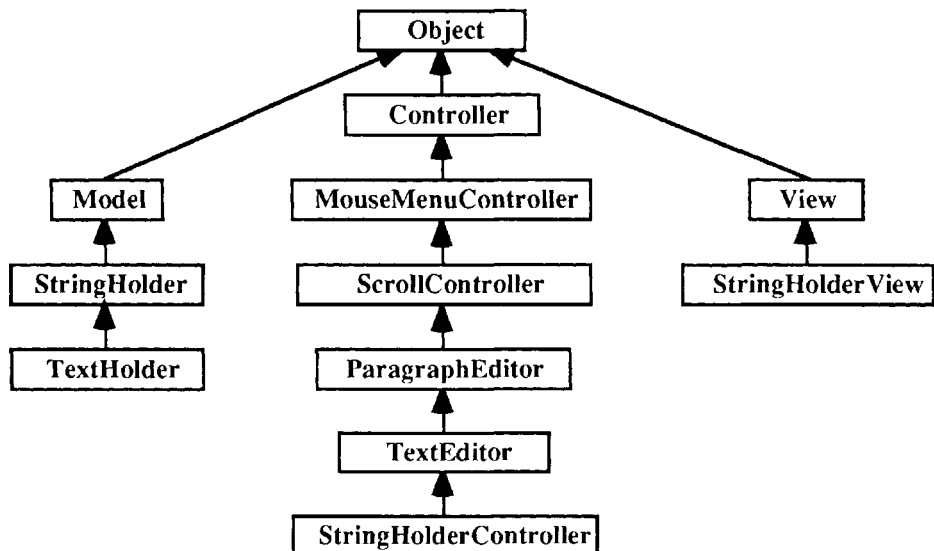 Object
Controller
Model
MouseMenuController
View
StringHolder
ScrollController
StringHolderView
TextHolder
ParagraphEditor
TextEditor
StringHolderController